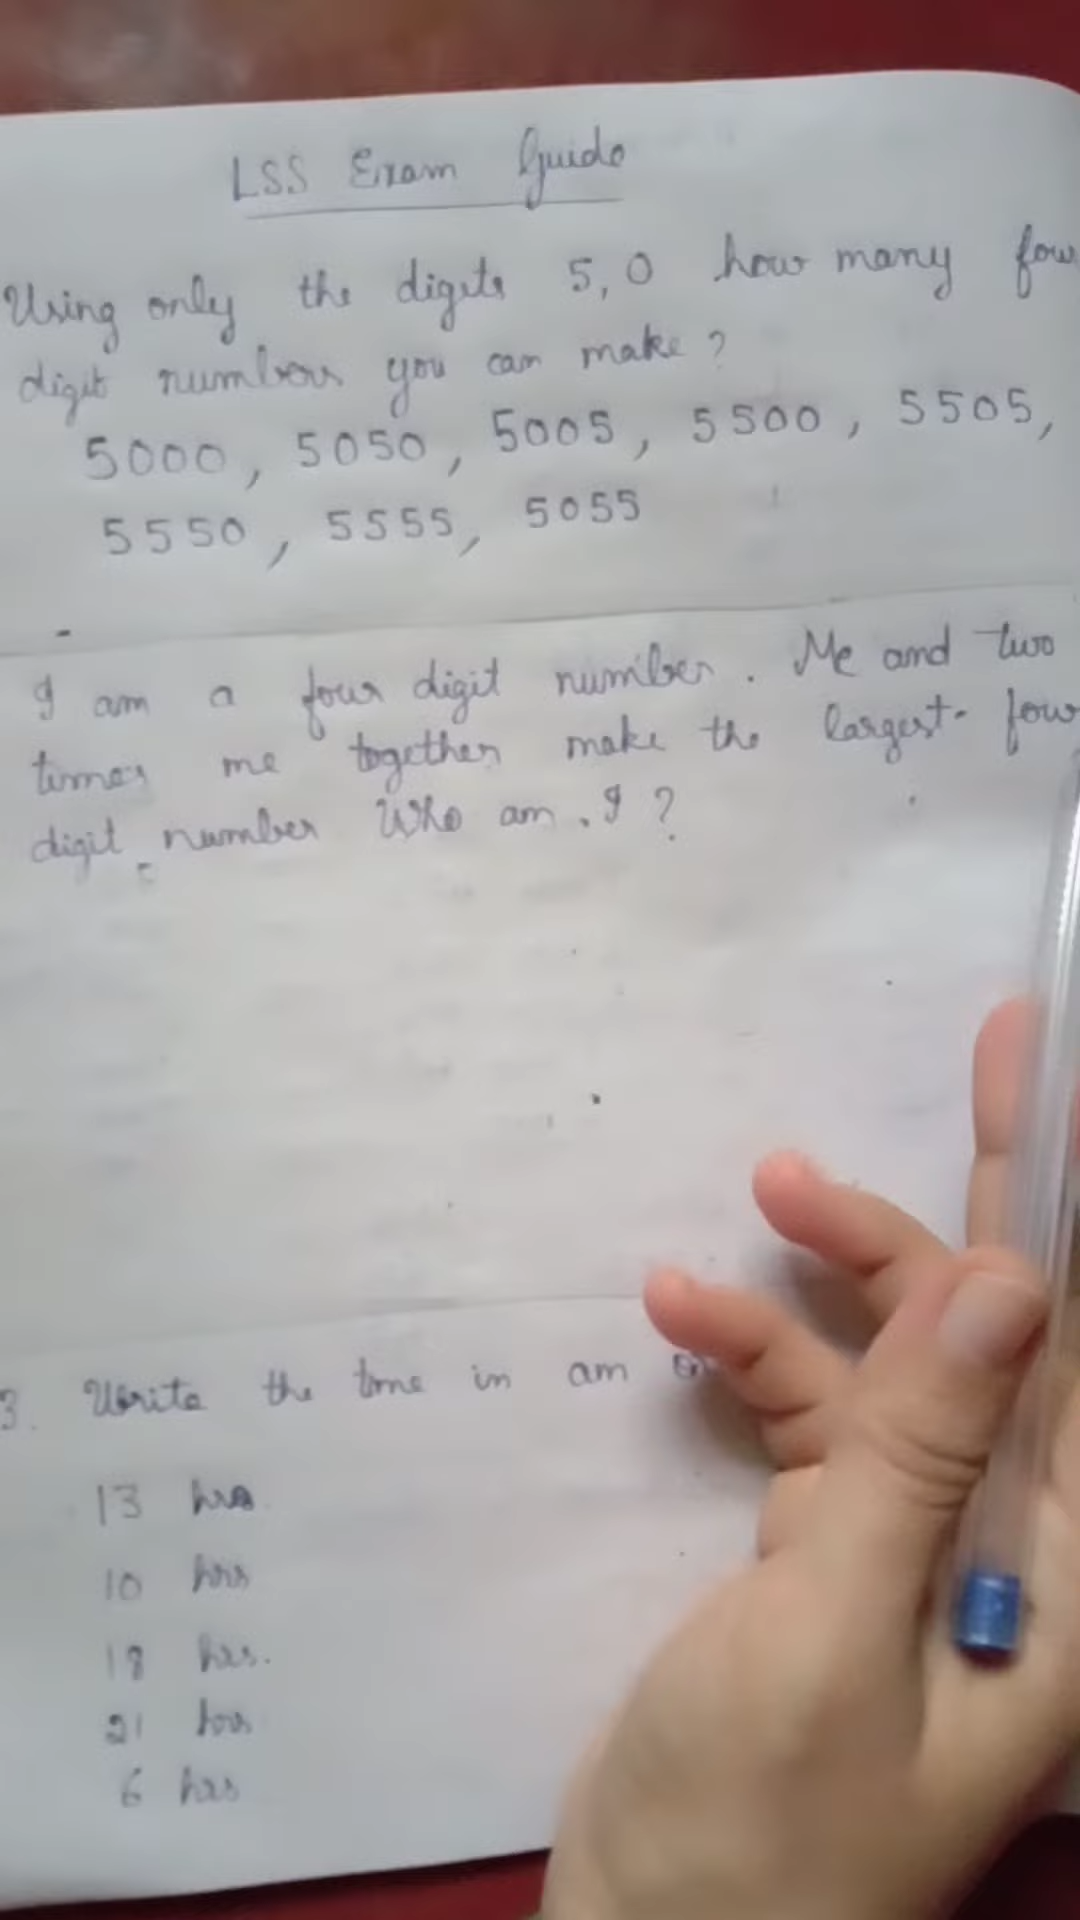 LSS Exam Guide
Using only the digits 5,0 how many four
digit numbers you can make?
5000, 5050, 5005, 5500, 5505,
5550, 5555, 5055
I am a four digit number. Me and two
times me together make the largest four
digit number Who am I?
3. Write the time in am
13 hrs
10 hrs
18 hrs.
21 hrs
6 hrs